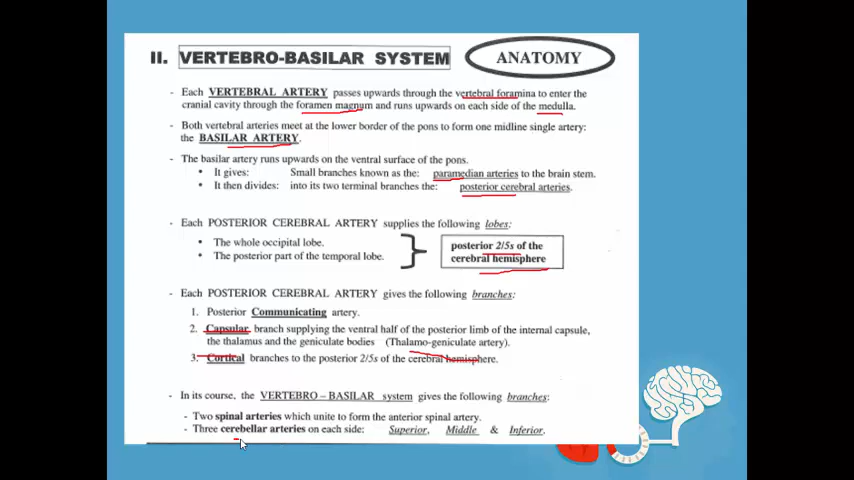 II. VERTEBRO-BASILAR SYSTEM
ANATOMY
- Each VERTEBRAL ARTERY passes upwards through the vertebral foramina to enter the
cranial cavity through the foramen magnum and runs upwards on each side of the medulla.
- Both vertebral arteries meet at the lower border of the pons to form one midline single artery:
the BASILAR ARTERY.
- The basilar artery runs upwards on the ventral surface of the pons.
• It gives: Small branches known as the: paramedian arteries to the brain stem.
• It then divides: into its two terminal branches the: posterior cerebral arteries.
- Each POSTERIOR CEREBRAL ARTERY supplies the following lobes:
• The whole occipital lobe.
• The posterior part of the temporal lobe.
posterior 2/5s of the
cerebral hemisphere
- Each POSTERIOR CEREBRAL ARTERY gives the following branches:
1. Posterior Communicating artery.
2. Capsular branch supplying the ventral half of the posterior limb of the internal capsule,
the thalamus and the geniculate bodies (Thalamo-geniculate artery).
3. Cortical branches to the posterior 2/5s of the cerebral hemisphere.
- In its course, the VERTEBRO – BASILAR system gives the following branches:
- Two spinal arteries which unite to form the anterior spinal artery.
- Three cerebellar arteries on each side: Superior, Middle & Inferior.